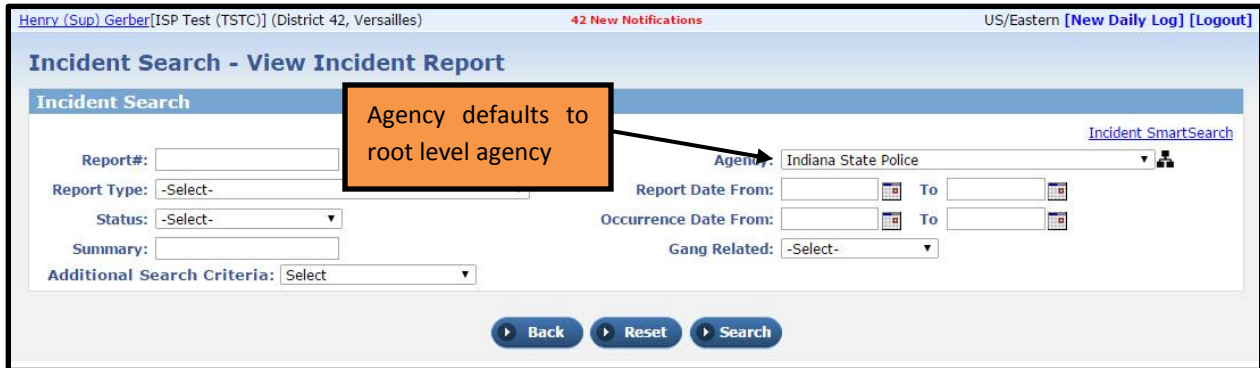 Henry (Sup) Gerber[ISP Test (TSTC)] (District 42, Versailles) 42 New Notifications US/Eastern [New Daily Log] [Logout]
Incident Search - View Incident Report
Incident Search
Agency defaults to
root level agency
Incident SmartSearch
Report#: Agency: Indiana State Police
Report Type: -Select- Report Date From: To
Status: -Select- Occurrence Date From: To
Summary: Gang Related: -Select-
Additional Search Criteria: Select
Back Reset Search